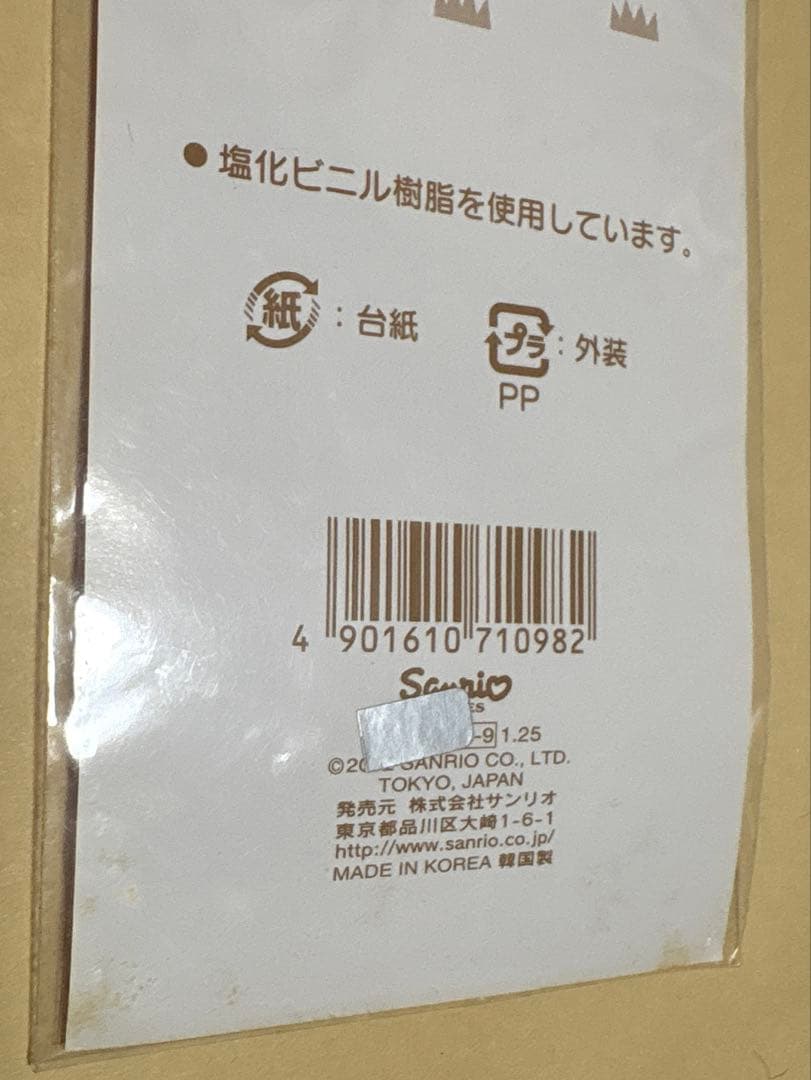 ● 塩化ビニル樹脂を使用しています。
紙 : 台紙
プラ : 外装
PP
4 901610 710982
Sanrio
-9 1.25
SANRIO CO., LTD.
TOKYO, JAPAN
発売元 株式会社サンリオ
東京都品川区大崎1-6-1
http://www.sanrio.co.jp/
MADE IN KOREA 韓国製